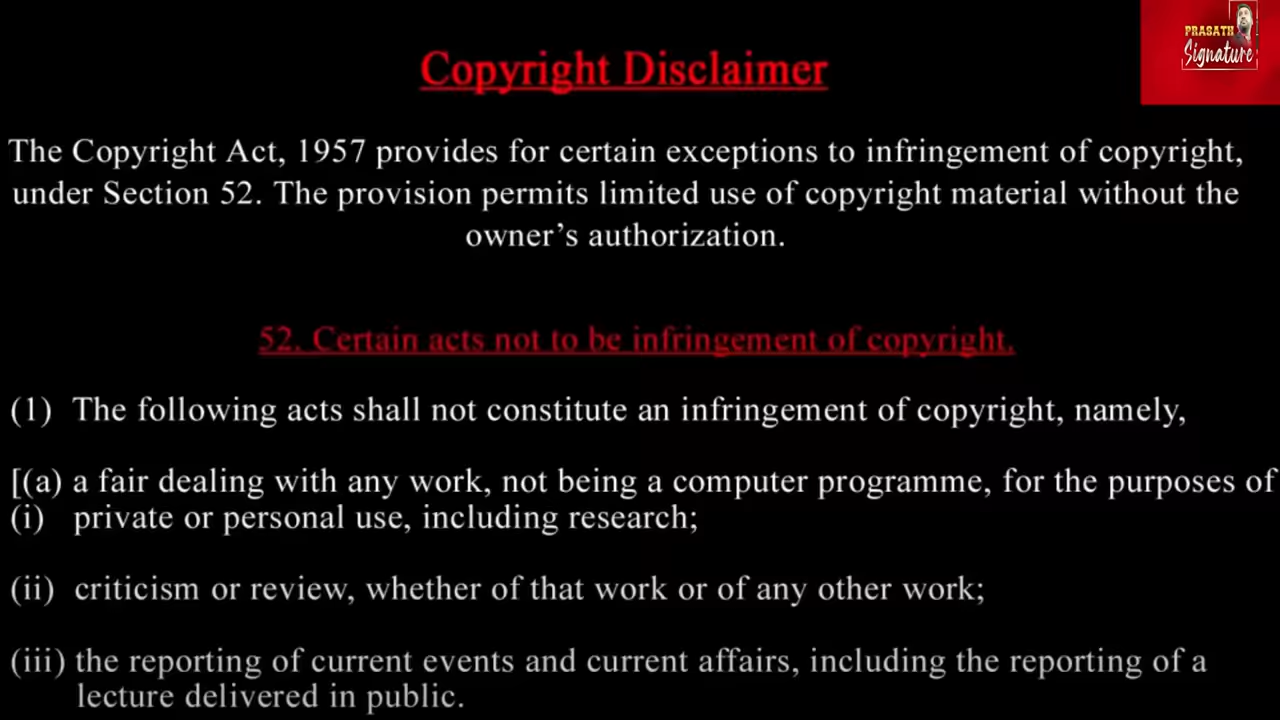 PRASATH
Signature
Copyright Disclaimer
The Copyright Act, 1957 provides for certain exceptions to infringement of copyright,
under Section 52. The provision permits limited use of copyright material without the
owner’s authorization.
52. Certain acts not to be infringement of copyright.
(1) The following acts shall not constitute an infringement of copyright, namely,
[(a) a fair dealing with any work, not being a computer programme, for the purposes of
(i) private or personal use, including research;
(ii) criticism or review, whether of that work or of any other work;
(iii) the reporting of current events and current affairs, including the reporting of a
lecture delivered in public.